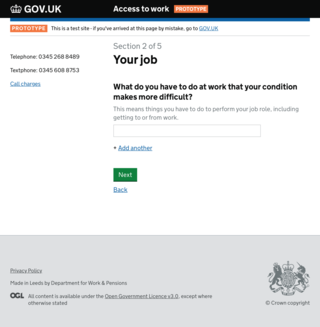 GOV.UK
Access to work PROTOTYPE
PROTOTYPE This is a test site - if you've arrived at this page by mistake, go to GOV.UK
Telephone: 0345 268 8489
Textphone: 0345 608 8753
Call charges
Section 2 of 5
Your job
What do you have to do at work that your condition
makes more difficult?
This means things you have to do to perform your job role, including
getting to or from work.
+ Add another
Next
Back
Privacy Policy
Made in Leeds by Department for Work & Pensions
OGL All content is available under the Open Government Licence v3.0, except where
otherwise stated
© Crown copyright